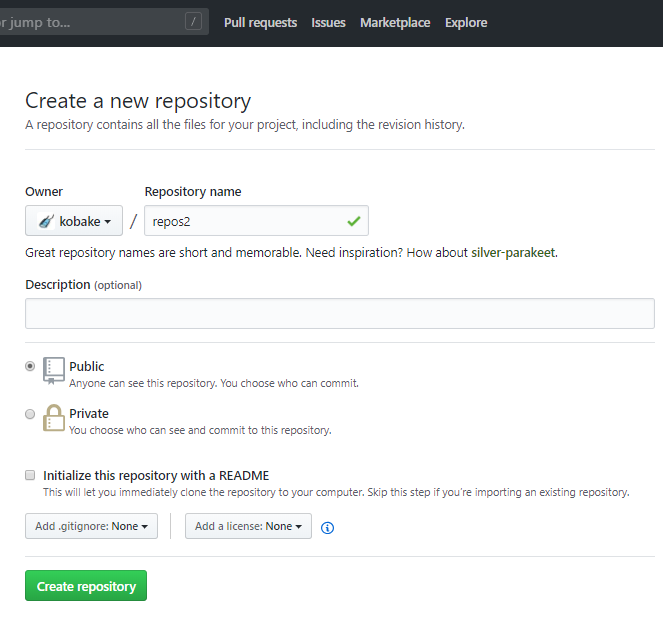 r jump to...
/
Pull requests Issues Marketplace Explore
Create a new repository
A repository contains all the files for your project, including the revision history.
Owner Repository name
kobake / repos2
Great repository names are short and memorable. Need inspiration? How about silver-parakeet.
Description (optional)
Public
Anyone can see this repository. You choose who can commit.
Private
You choose who can see and commit to this repository.
Initialize this repository with a README
This will let you immediately clone the repository to your computer. Skip this step if you're importing an existing repository.
Add .gitignore: None Add a license: None
Create repository